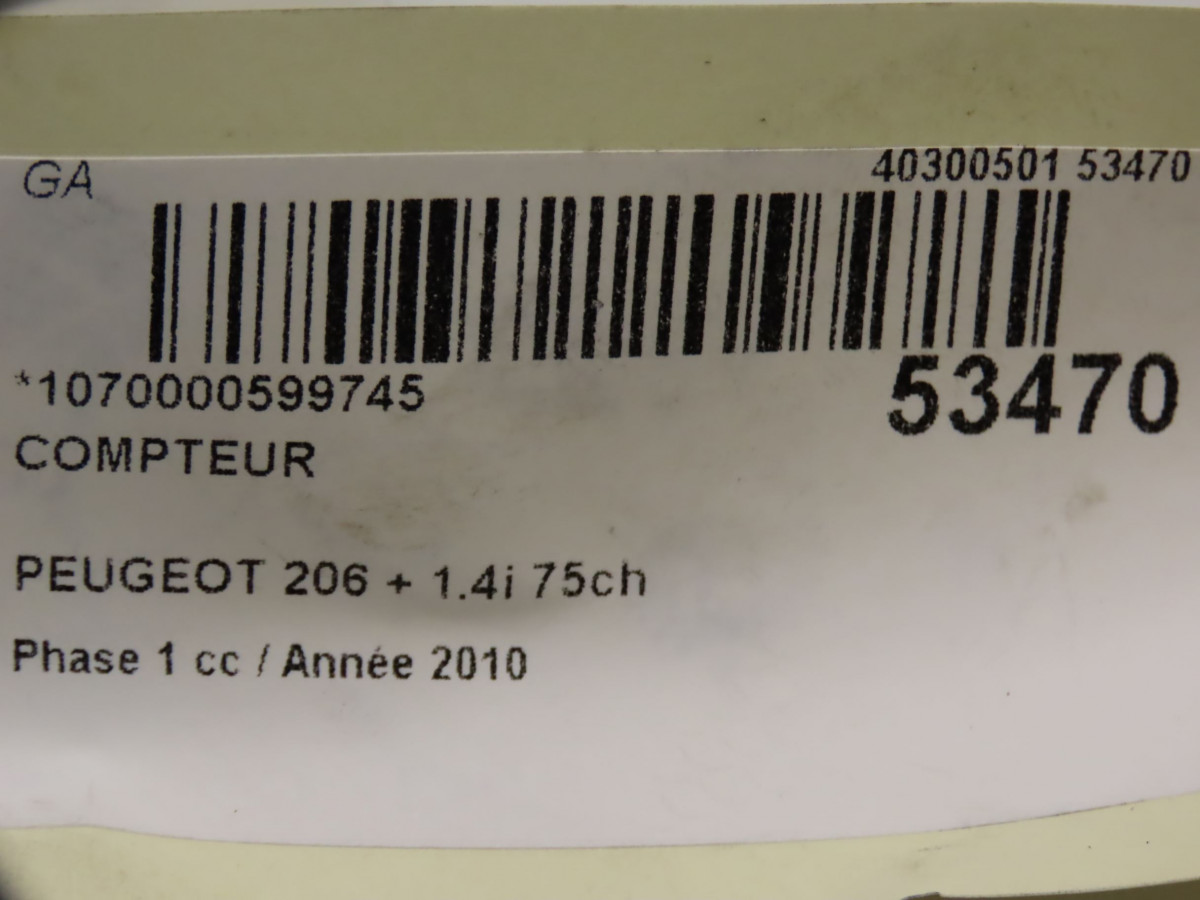 GA
40300501 53470
*1070000599745
53470
COMPTEUR
PEUGEOT 206 + 1.4i 75ch
Phase 1 cc / Année 2010